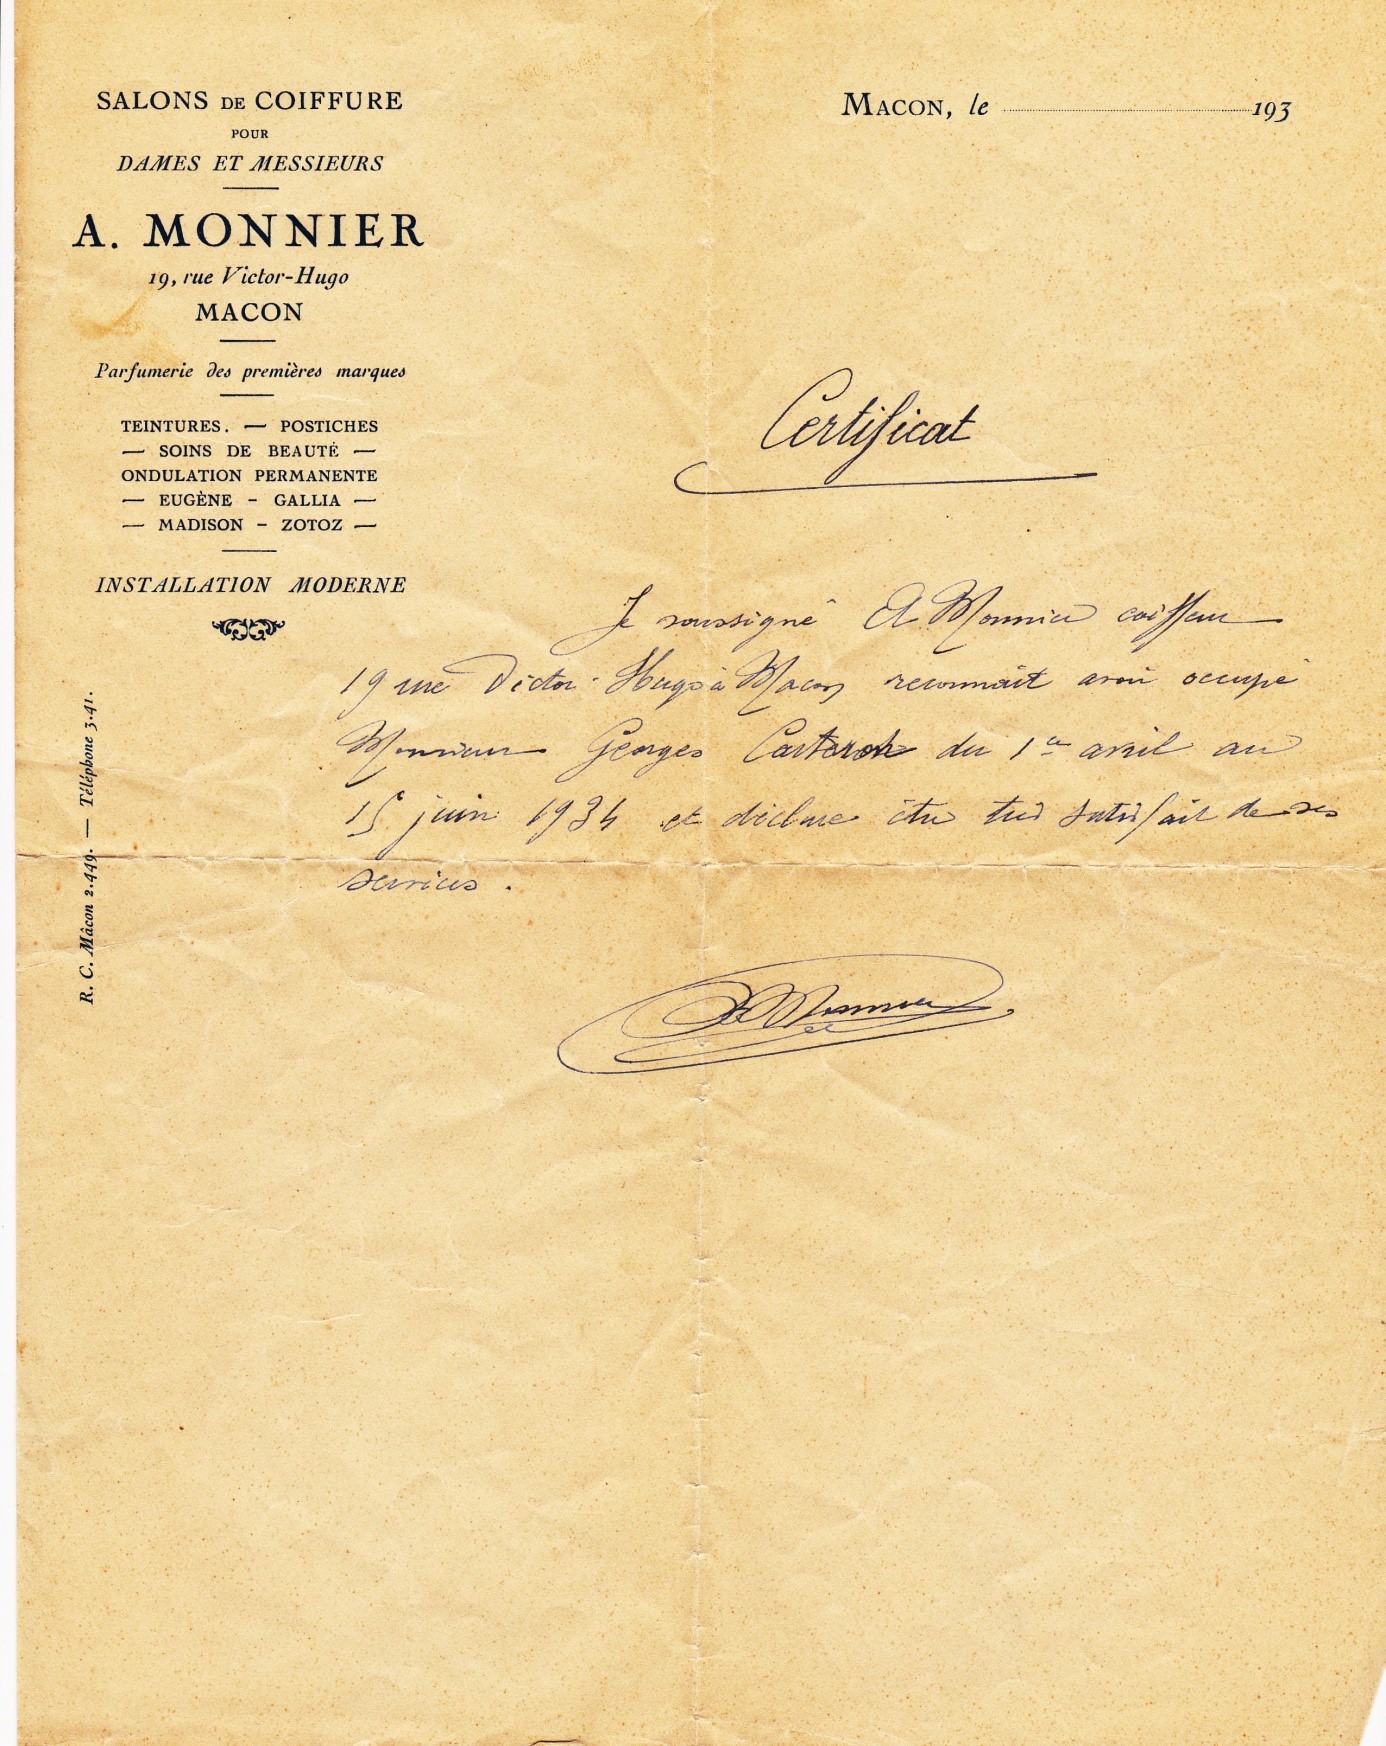 SALONS DE COIFFURE
POUR
DAMES ET MESSIEURS
A. MONNIER
19, rue Victor-Hugo
MACON
Parfumerie des premières marques
TEINTURES. — POSTICHES
— SOINS DE BEAUTÉ —
ONDULATION PERMANENTE
— EUGÈNE - GALLIA —
— MADISON - ZOTOZ —
INSTALLATION MODERNE
R. C. Mâcon 2.449. — Téléphone 3.41.
MACON, le 193
Certificat
Je soussigné A Monnier coiffeur
19 rue Victor-Hugo à Macon reconnait avoir occupé
Monsieur Georges du 1er avril au
15 juin 1934 et déclare être très satisfait de ses
services.
A Monnier